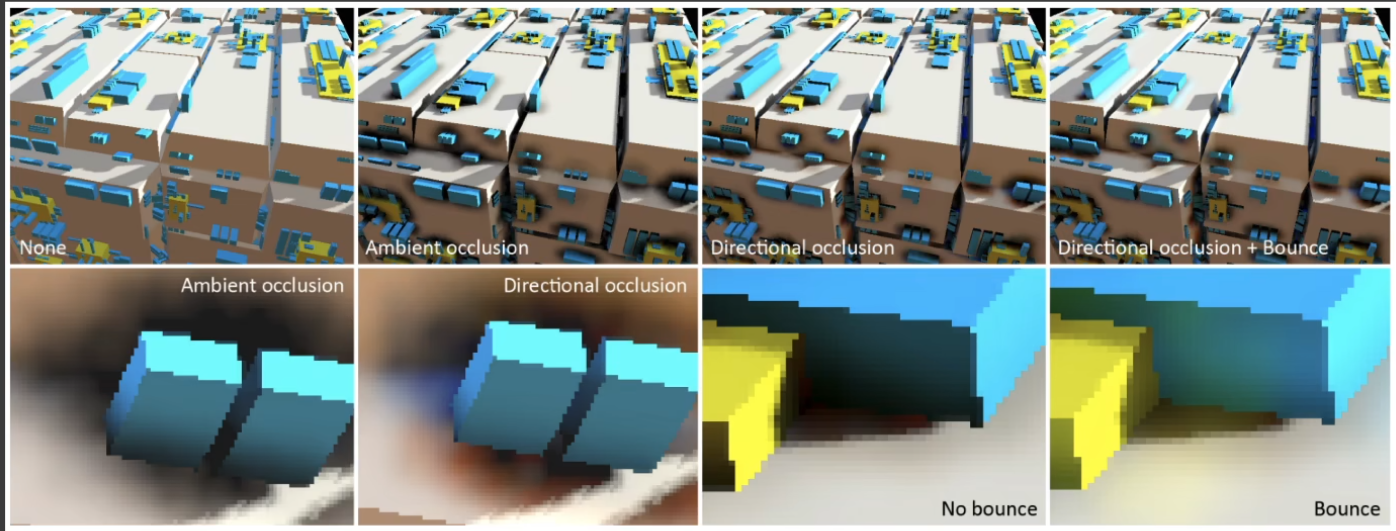 None
Ambient occlusion
Directional occlusion
Directional occlusion + Bounce
Ambient occlusion
Directional occlusion
No bounce
Bounce